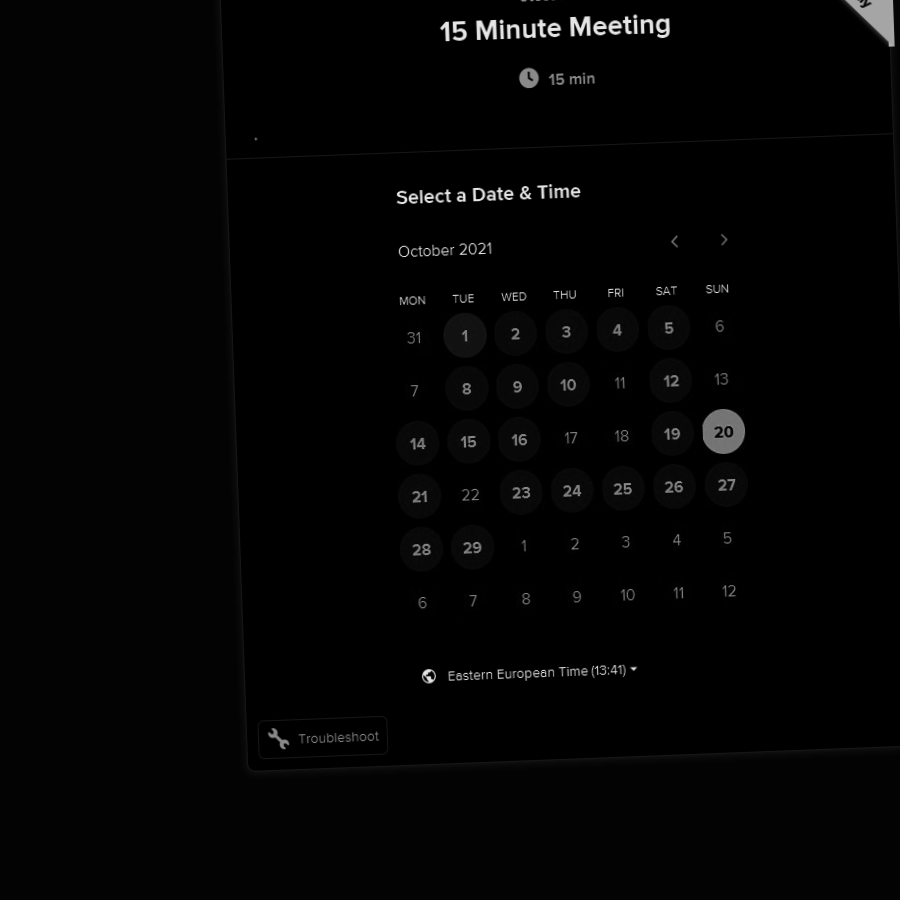 15 Minute Meeting
15 min
Select a Date & Time
October 2021
MON TUE WED THU FRI SAT SUN
31 1 2 3 4 5 6
7 8 9 10 11 12 13
14 15 16 17 18 19 20
21 22 23 24 25 26 27
28 29 1 2 3 4 5
6 7 8 9 10 11 12
Eastern European Time (13:41)
Troubleshoot